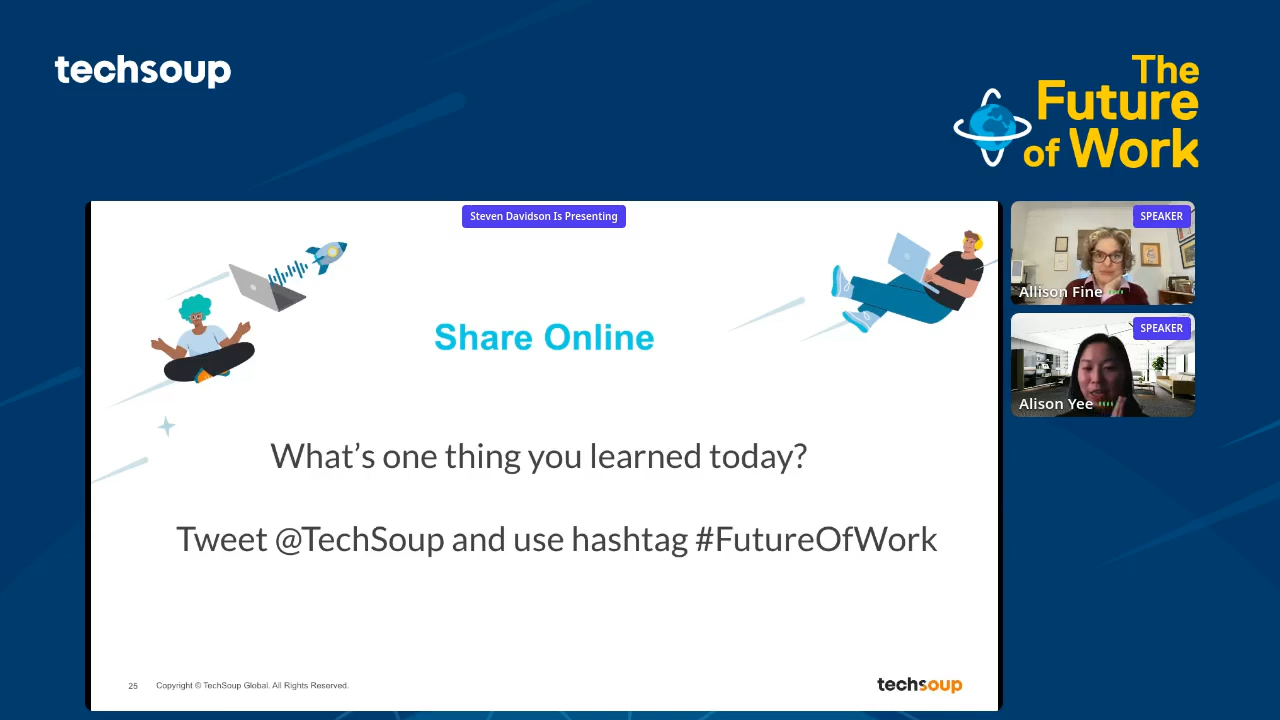 techsoup
The
Future
of Work
Steven Davidson Is Presenting
SPEAKER
Allison Fine
SPEAKER
Alison Yee
Share Online
What's one thing you learned today?
Tweet @TechSoup and use hashtag #FutureOfWork
25 Copyright © TechSoup Global. All Rights Reserved.
techsoup